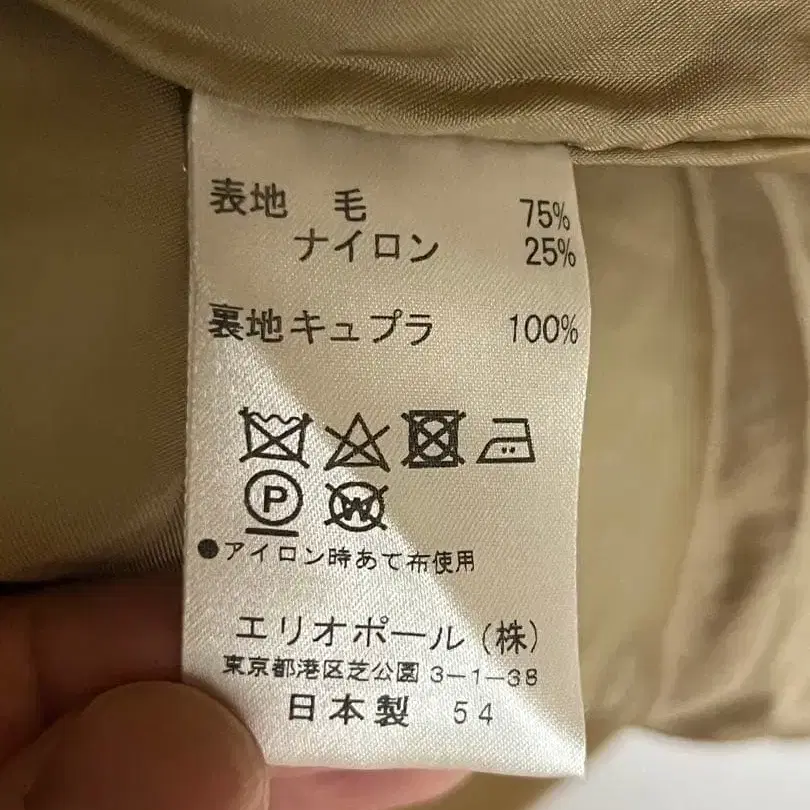 表地 毛 75%
ナイロン 25%
裏地キュプラ 100%
P W
●アイロン時あて布使用
エリオポール(株)
東京都港区芝公園 3-1-38
日本製 54